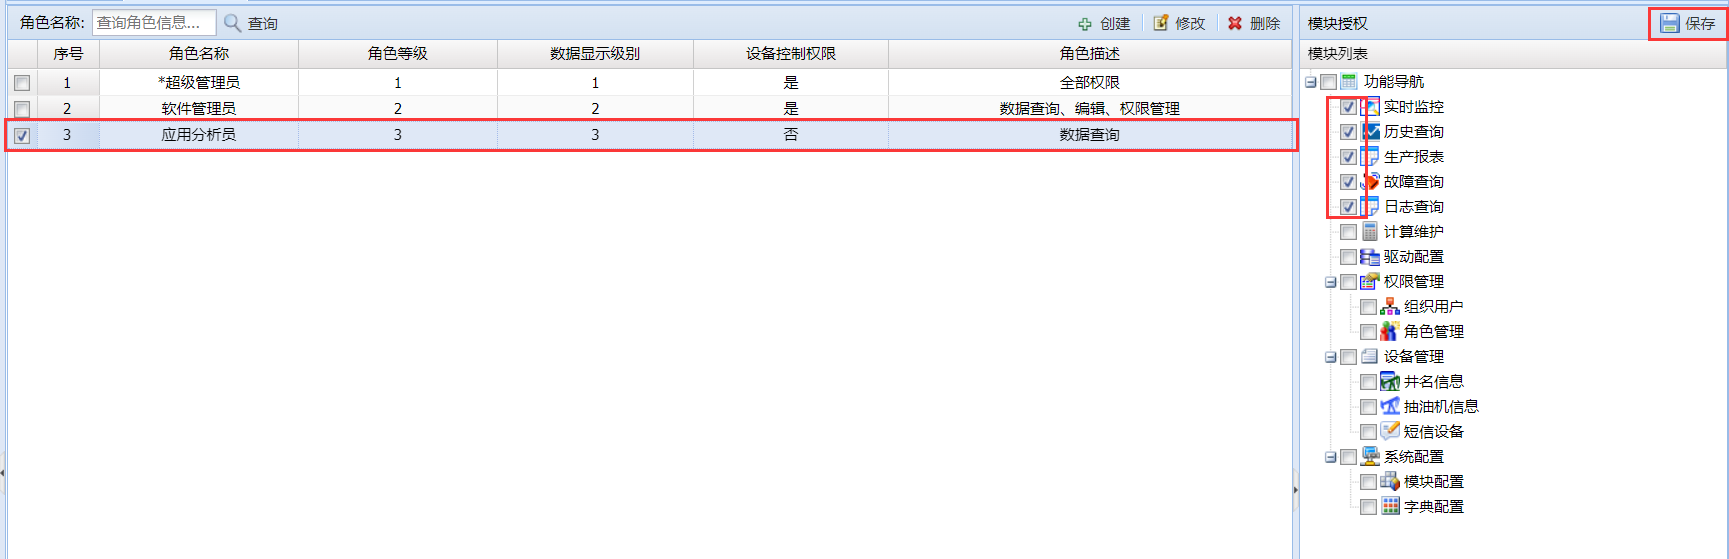 角色名称: 查询角色信息... 查询 创建 修改 删除
序号 角色名称 角色等级 数据显示级别 设备控制权限 角色描述
1 *超级管理员 1 1 是 全部权限
2 软件管理员 2 2 是 数据查询、编辑、权限管理
3 应用分析员 3 3 否 数据查询
模块授权 保存
模块列表
功能导航
实时监控
历史查询
生产报表
故障查询
日志查询
计算维护
驱动配置
权限管理
组织用户
角色管理
设备管理
井名信息
抽油机信息
短信设备
系统配置
模块配置
字典配置